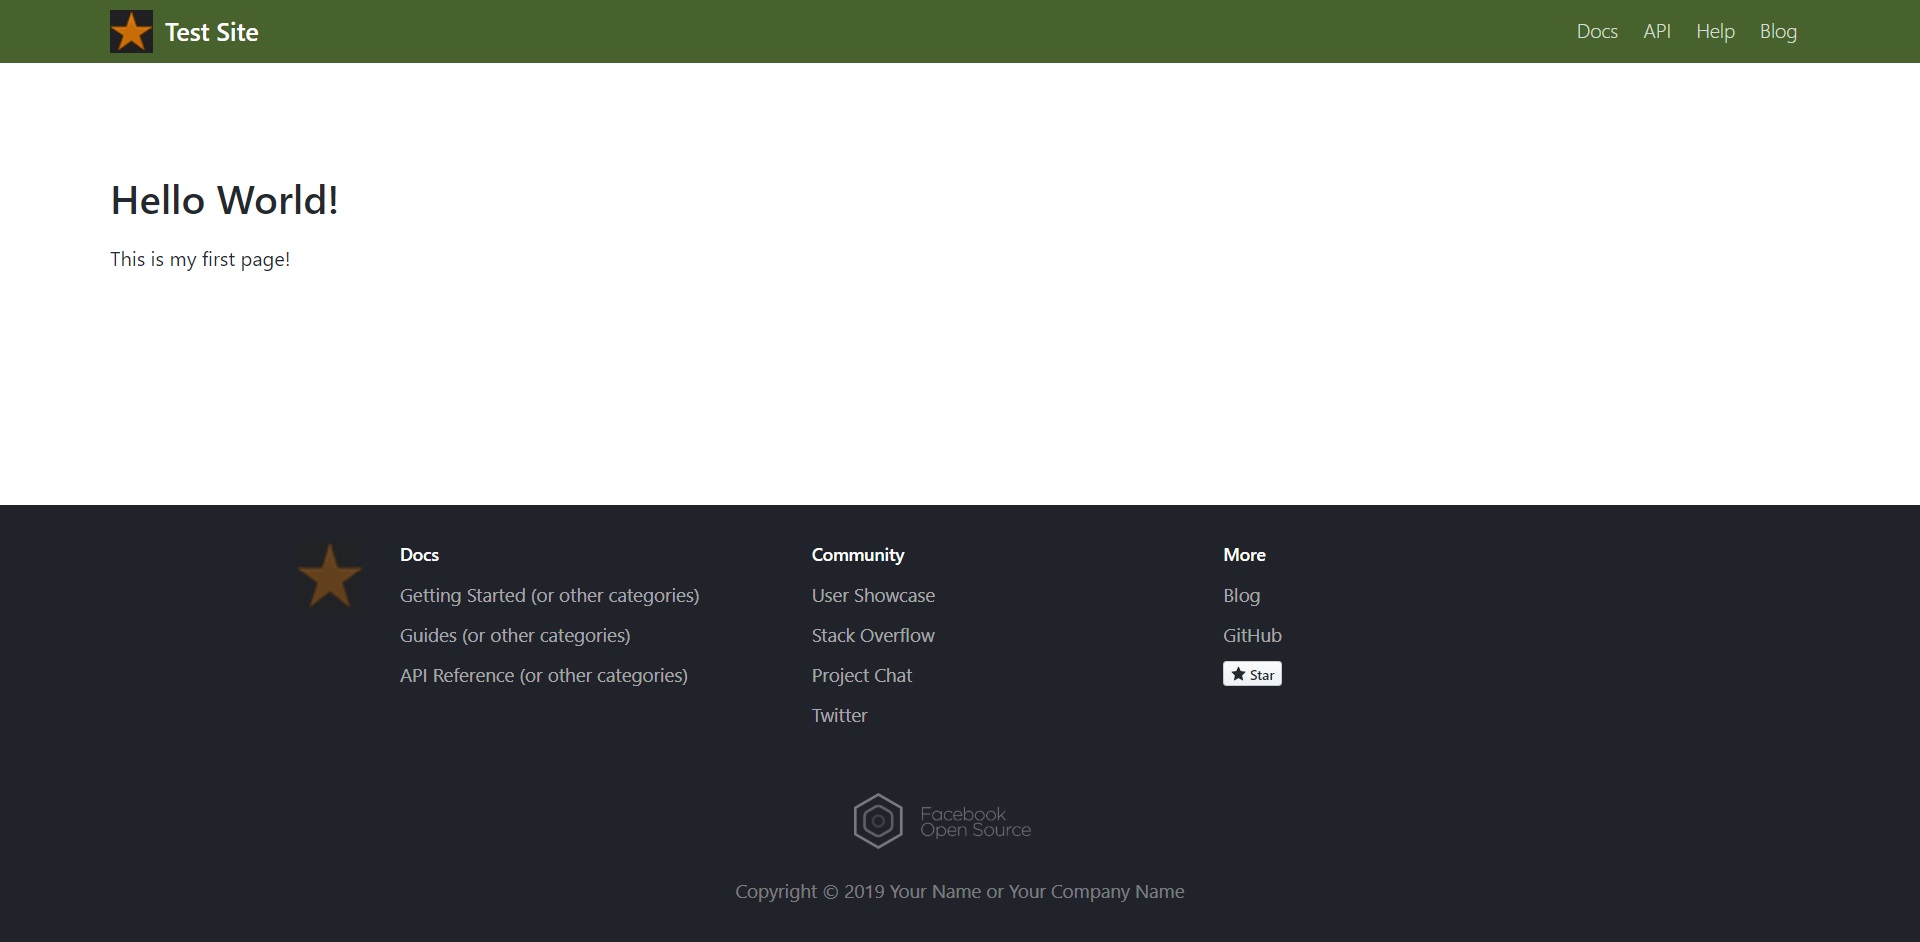 Test Site
Docs API Help Blog
Hello World!
This is my first page!
Docs
Getting Started (or other categories)
Guides (or other categories)
API Reference (or other categories)
Community
User Showcase
Stack Overflow
Project Chat
Twitter
More
Blog
GitHub
Star
Facebook
Open Source
Copyright © 2019 Your Name or Your Company Name